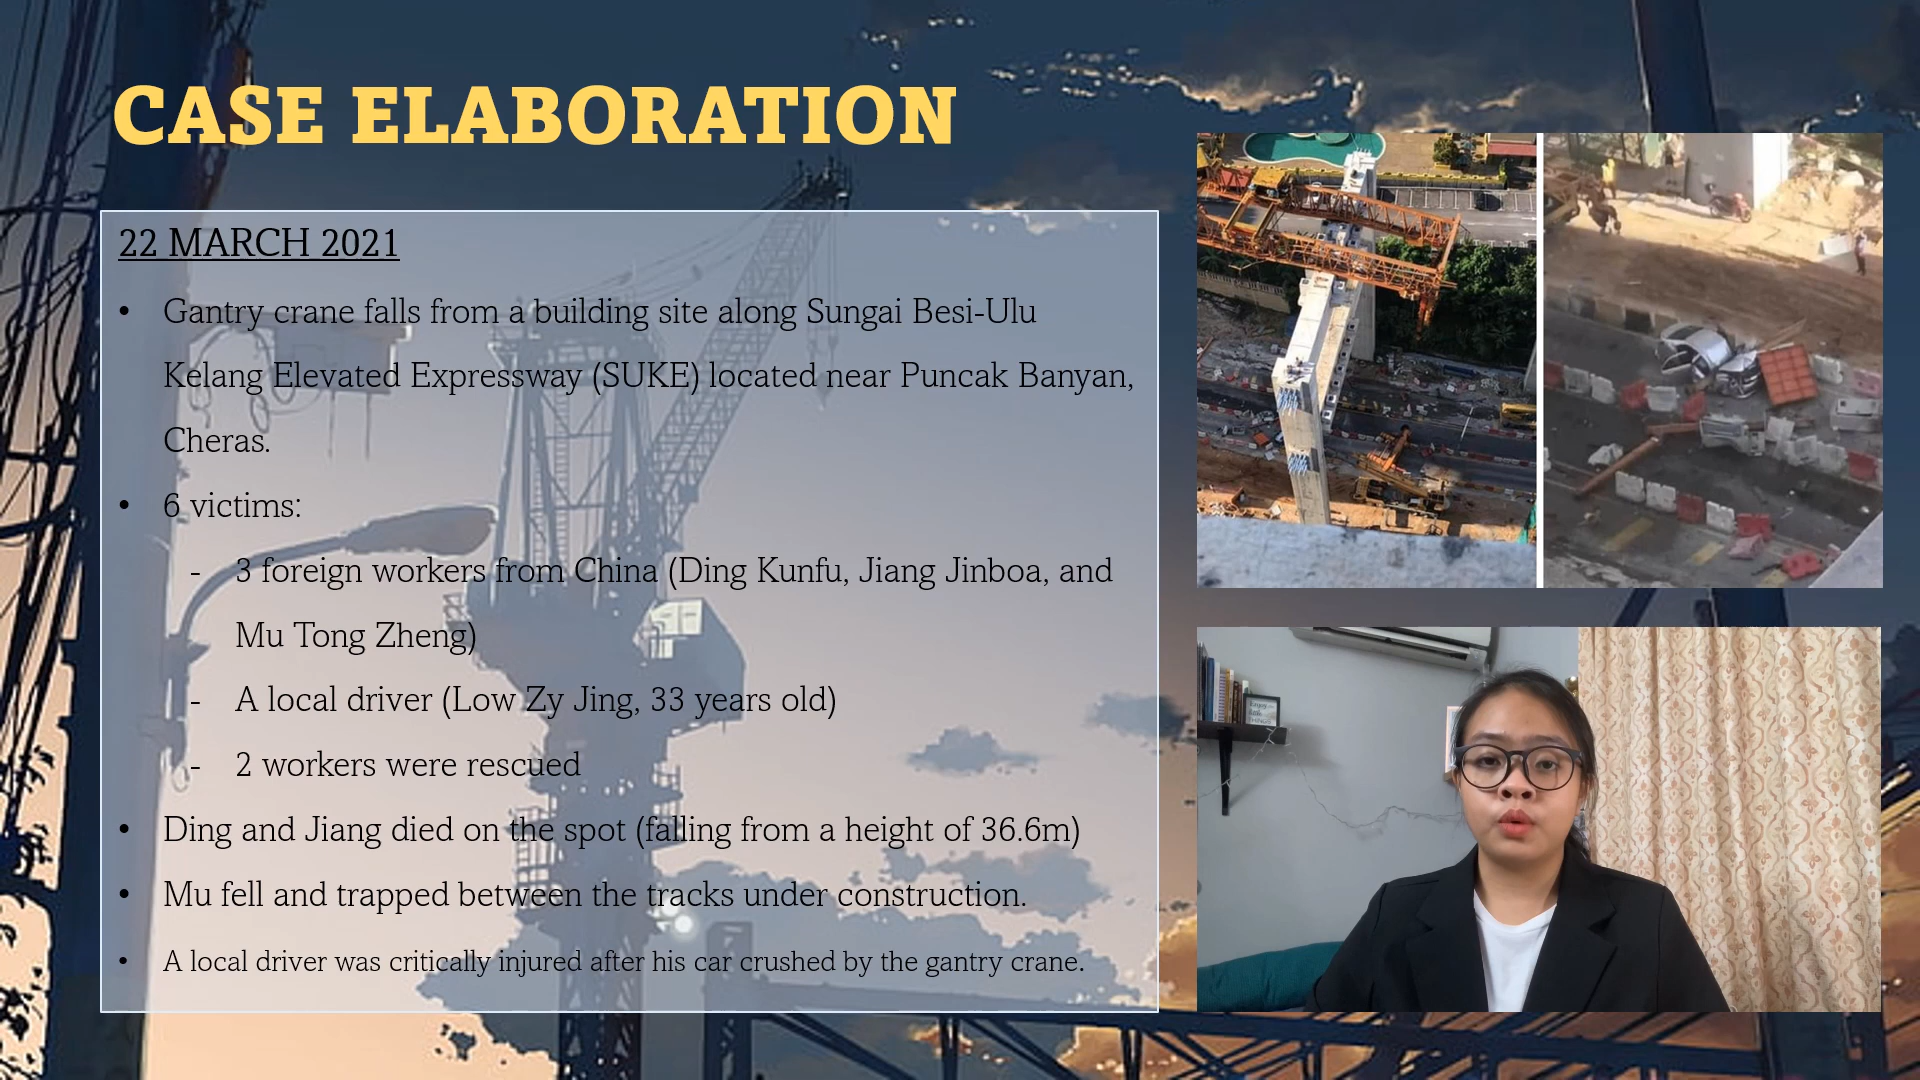 CASE ELABORATION
22 MARCH 2021
• Gantry crane falls from a building site along Sungai Besi-Ulu
Kelang Elevated Expressway (SUKE) located near Puncak Banyan,
Cheras.
• 6 victims:
- 3 foreign workers from China (Ding Kunfu, Jiang Jinboa, and
Mu Tong Zheng)
- A local driver (Low Zy Jing, 33 years old)
- 2 workers were rescued
• Ding and Jiang died on the spot (falling from a height of 36.6m)
• Mu fell and trapped between the tracks under construction.
• A local driver was critically injured after his car crushed by the gantry crane.